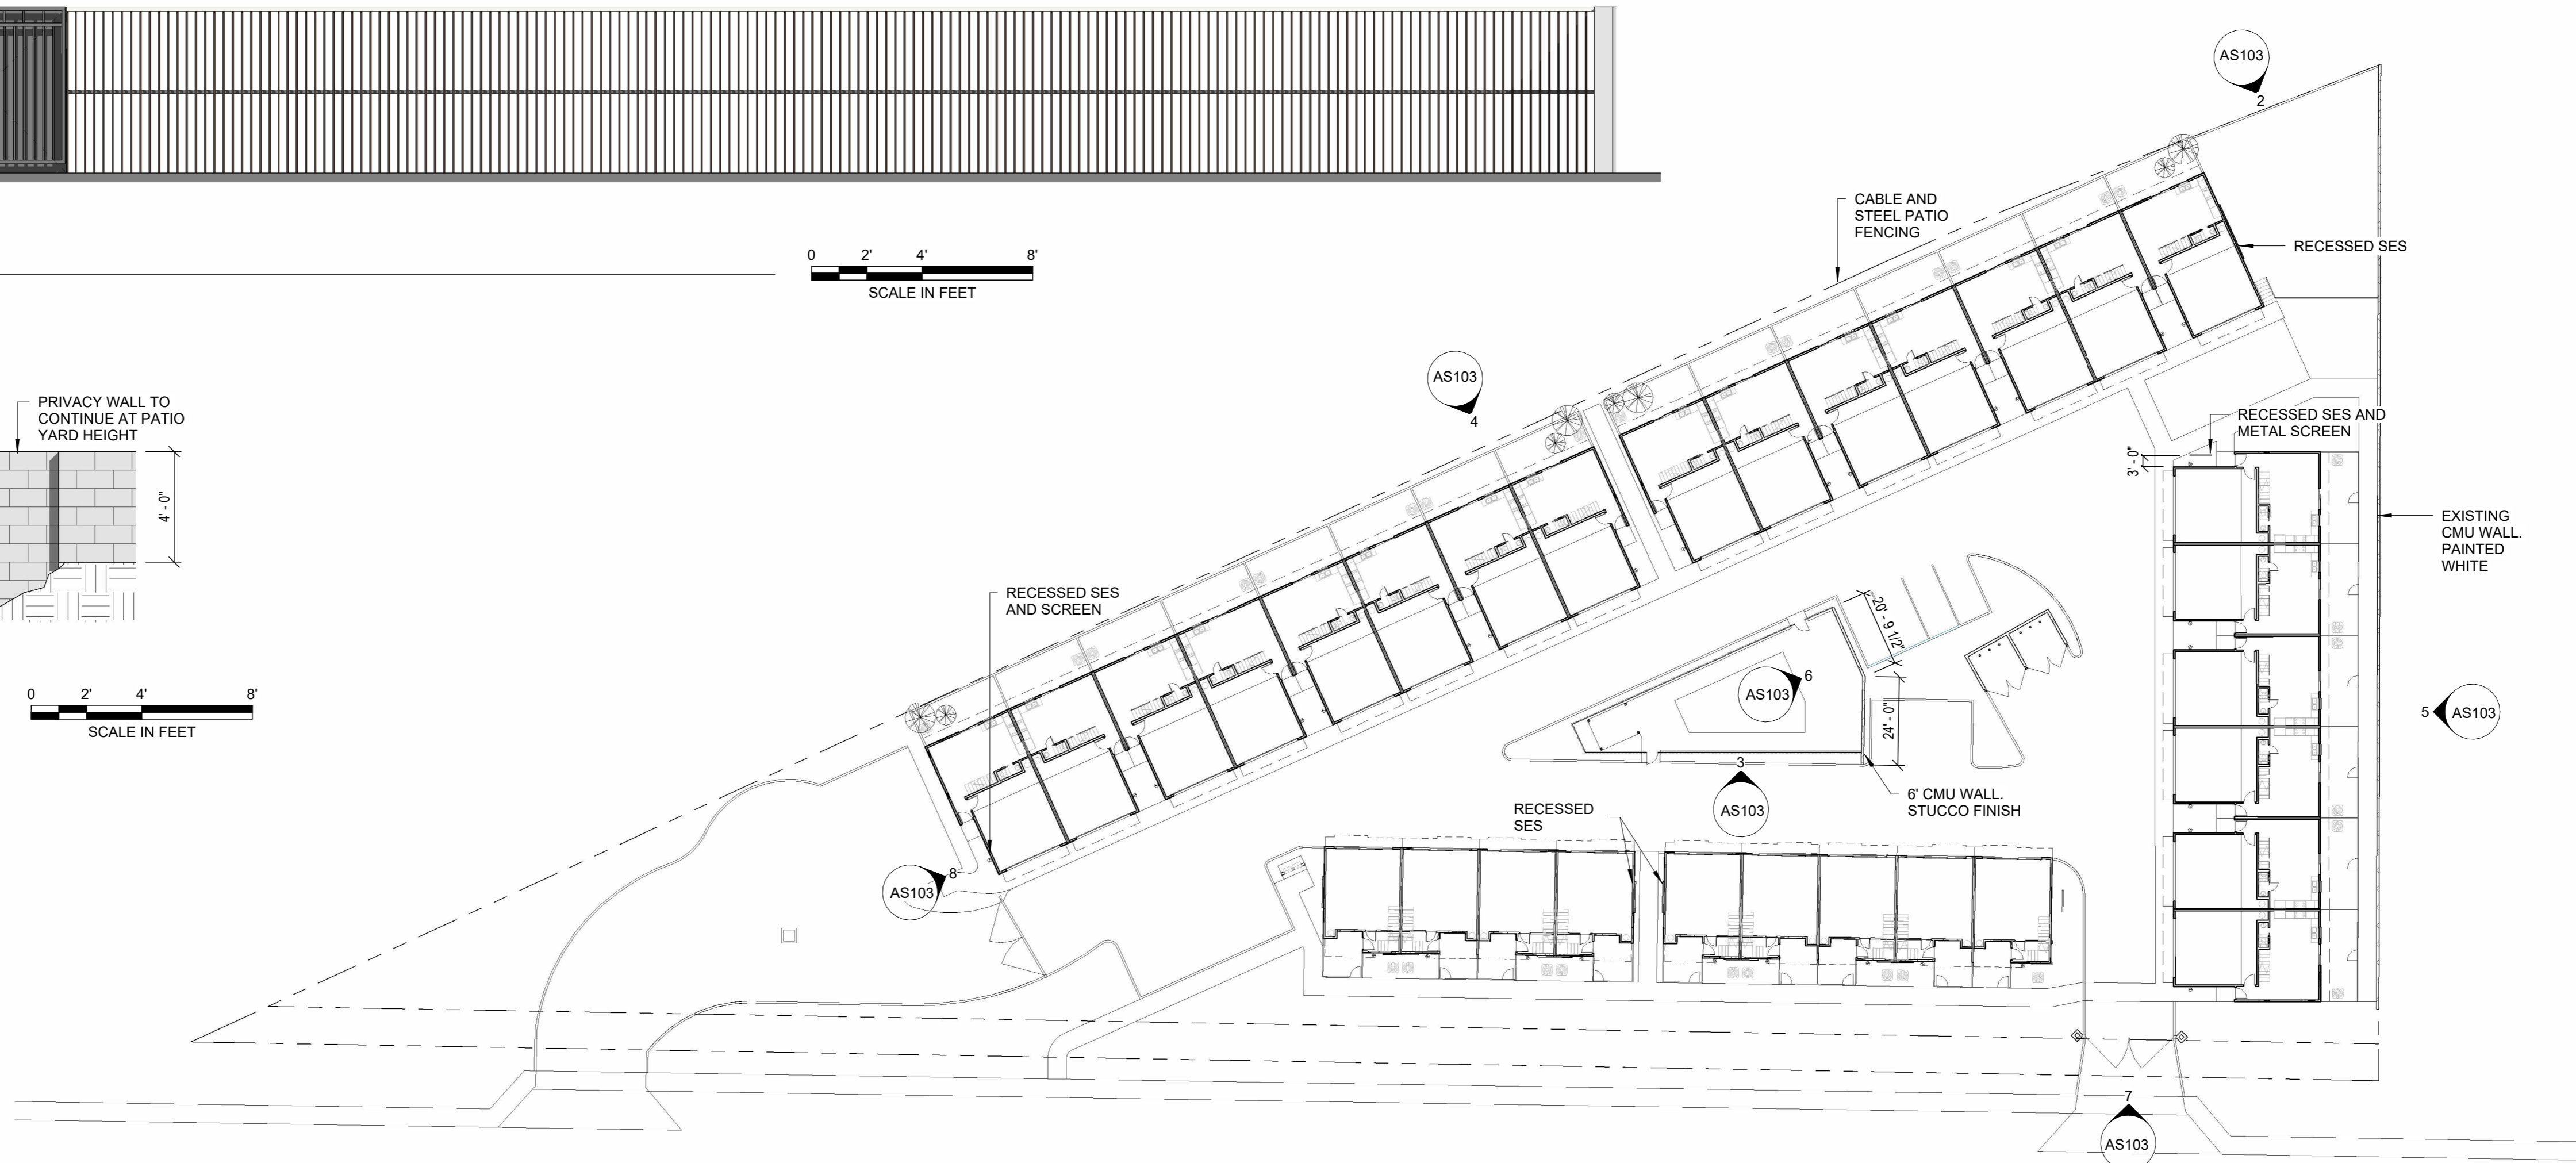 AS103
2
CABLE AND
STEEL PATIO
FENCING
RECESSED SES
0 2' 4' 8'
SCALE IN FEET
AS103
4
PRIVACY WALL TO
CONTINUE AT PATIO
YARD HEIGHT
4' - 0"
RECESSED SES AND
METAL SCREEN
3' - 0"
EXISTING
CMU WALL.
PAINTED
WHITE
RECESSED SES
AND SCREEN
20' - 9 1/2"
AS103
6
24' - 0"
0 2' 4' 8'
SCALE IN FEET
5
AS103
3
AS103
6' CMU WALL.
STUCCO FINISH
RECESSED
SES
AS103
8
7
AS103